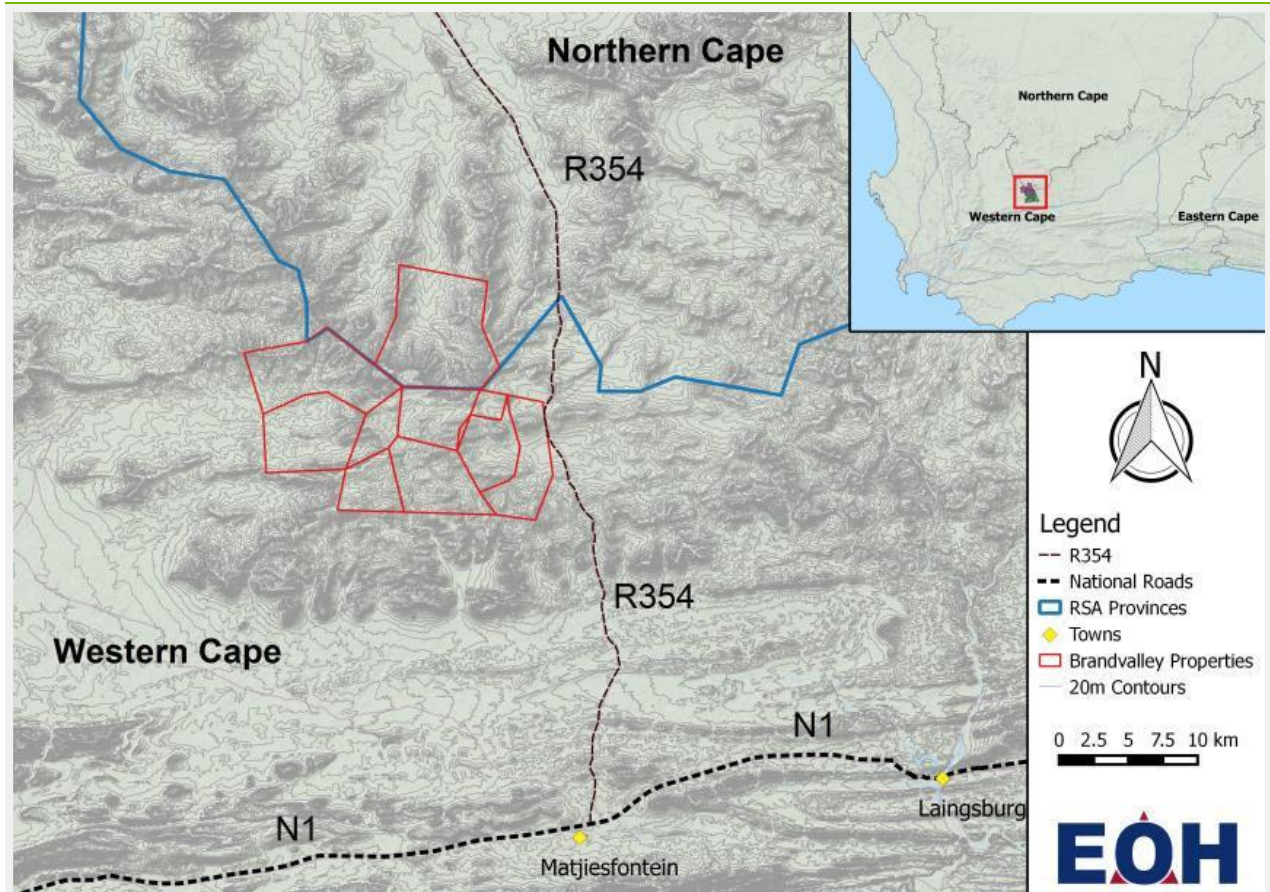 Northern Cape
R354
R354
Western Cape
N1
N1
Laingsburg
Matjiesfontein
Northern Cape
Western Cape
Eastern Cape
N
Legend
R354
National Roads
RSA Provinces
Towns
Brandvalley Properties
20m Contours
0 2.5 5 7.5 10 km
EOH